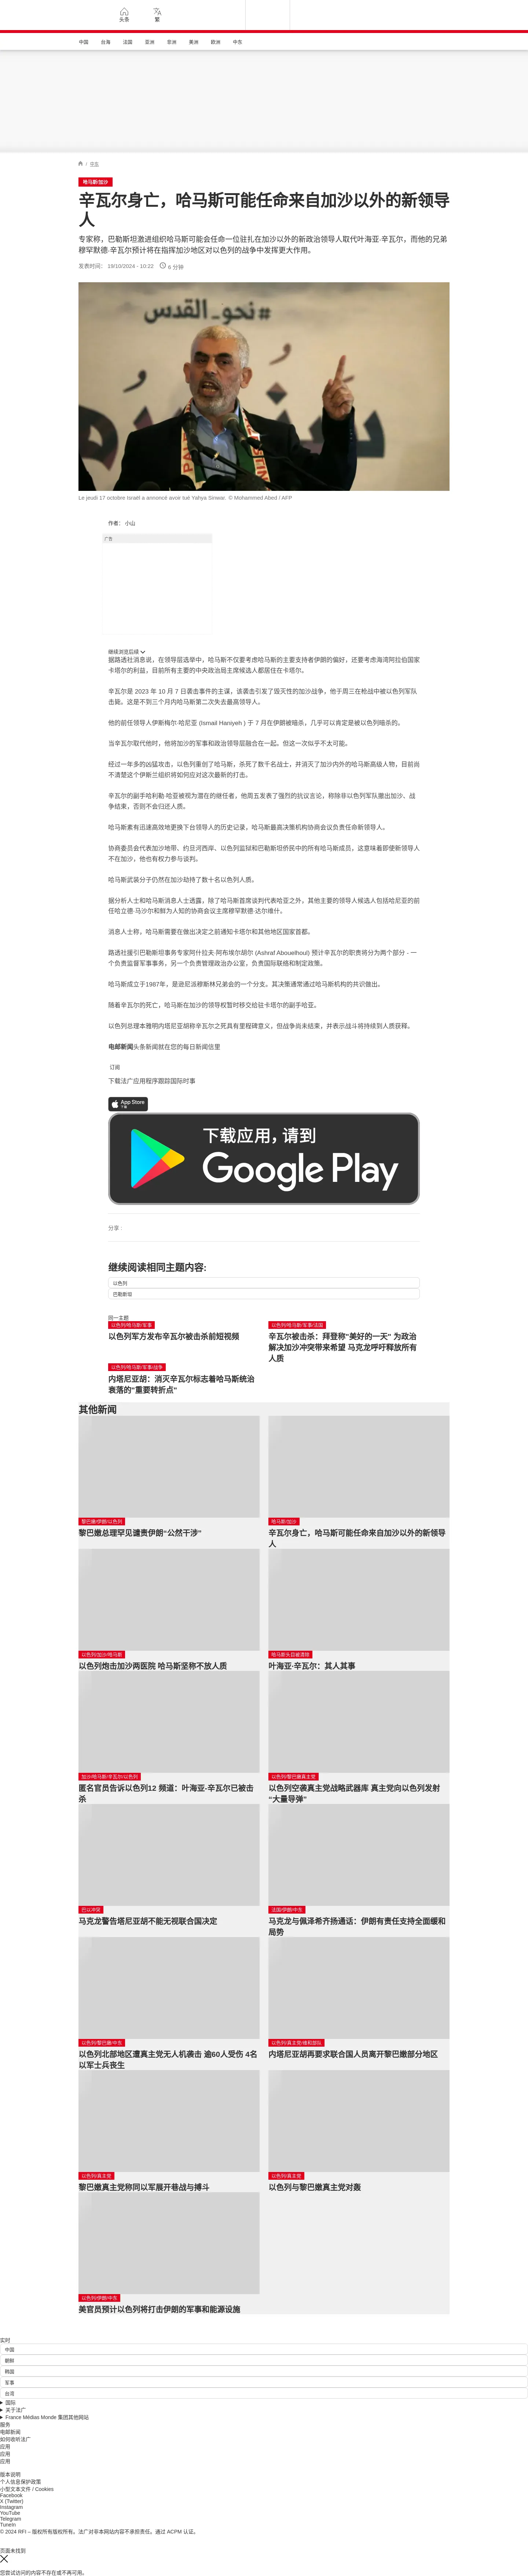 头条
繁
中国 台海 法国 亚洲 非洲 美洲 欧洲 中东
/ 中东
哈马斯/加沙
辛瓦尔身亡，哈马斯可能任命来自加沙以外的新领导
人
专家称，巴勒斯坦激进组织哈马斯可能会任命一位驻扎在加沙以外的新政治领导人取代叶海亚·辛瓦尔，而他的兄弟
穆罕默德·辛瓦尔预计将在指挥加沙地区对以色列的战争中发挥更大作用。
发表时间： 19/10/2024 - 10:22 6 分钟
#نحو_القدس
Le jeudi 17 octobre Israël a annoncé avoir tué Yahya Sinwar. © Mohammed Abed / AFP
作者： 小山
广告
继续浏览后续
据路透社消息说，在领导层选举中，哈马斯不仅要考虑哈马斯的主要支持者伊朗的偏好，还要考虑海湾阿拉伯国家
卡塔尔的利益，目前所有主要的中央政治局主席候选人都居住在卡塔尔。
辛瓦尔是 2023 年 10 月 7 日袭击事件的主谋，该袭击引发了毁灭性的加沙战争，他于周三在枪战中被以色列军队
击毙。这是不到三个月内哈马斯第二次失去最高领导人。
他的前任领导人伊斯梅尔·哈尼亚 (Ismail Haniyeh ) 于 7 月在伊朗被暗杀，几乎可以肯定是被以色列暗杀的。
当辛瓦尔取代他时，他将加沙的军事和政治领导层融合在一起。但这一次似乎不太可能。
经过一年多的凶猛攻击，以色列重创了哈马斯，杀死了数千名战士，并消灭了加沙内外的哈马斯高级人物，目前尚
不清楚这个伊斯兰组织将如何应对这次最新的打击。
辛瓦尔的副手哈利勒·哈亚被视为潜在的继任者，他周五发表了强烈的抗议言论，称除非以色列军队撤出加沙、战
争结束，否则不会归还人质。
哈马斯素有迅速高效地更换下台领导人的历史记录，哈马斯最高决策机构协商会议负责任命新领导人。
协商委员会代表加沙地带、约旦河西岸、以色列监狱和巴勒斯坦侨民中的所有哈马斯成员，这意味着即使新领导人
不在加沙，他也有权力参与谈判。
哈马斯武装分子仍然在加沙劫持了数十名以色列人质。
据分析人士和哈马斯消息人士透露，除了哈马斯首席谈判代表哈亚之外，其他主要的领导人候选人包括哈尼亚的前
任哈立德·马沙尔和鲜为人知的协商会议主席穆罕默德·达尔维什。
消息人士称，哈马斯需要在做出决定之前通知卡塔尔和其他地区国家首都。
路透社援引巴勒斯坦事务专家阿什拉夫·阿布埃尔胡尔 (Ashraf Abouelhoul) 预计辛瓦尔的职责将分为两个部分 - 一
个负责监督军事事务，另一个负责管理政治办公室，负责国际联络和制定政策。
哈马斯成立于1987年，是逊尼派穆斯林兄弟会的一个分支。其决策通常通过哈马斯机构的共识做出。
随着辛瓦尔的死亡，哈马斯在加沙的领导权暂时移交给驻卡塔尔的副手哈亚。
以色列总理本雅明内塔尼亚胡称辛瓦尔之死具有里程碑意义，但战争尚未结束，并表示战斗将持续到人质获释。
电邮新闻头条新闻就在您的每日新闻信里
订阅
下载法广应用程序跟踪国际时事
App Store
下载应用，请到
Google Play
分享 :
继续阅读相同主题内容:
以色列
巴勒斯坦
同一主题
以色列/哈马斯/军事
以色列军方发布辛瓦尔被击杀前短视频
以色列/哈马斯/军事/法国
辛瓦尔被击杀：拜登称"美好的一天" 为政治
解决加沙冲突带来希望 马克龙呼吁释放所有
人质
以色列/哈马斯/军事/战争
内塔尼亚胡：消灭辛瓦尔标志着哈马斯统治
衰落的"重要转折点"
其他新闻
黎巴嫩/伊朗/以色列
黎巴嫩总理罕见谴责伊朗“公然干涉”
哈马斯/加沙
辛瓦尔身亡，哈马斯可能任命来自加沙以外的新领导
人
以色列/加沙/哈马斯
以色列炮击加沙两医院 哈马斯坚称不放人质
哈马斯头目被清除
叶海亚·辛瓦尔：其人其事
加沙/哈马斯/辛瓦尔/以色列
匿名官员告诉以色列12 频道：叶海亚-辛瓦尔已被击
杀
以色列/黎巴嫩真主党
以色列空袭真主党战略武器库 真主党向以色列发射
“大量导弹”
巴以冲突
马克龙警告塔尼亚胡不能无视联合国决定
法国/伊朗/中东
马克龙与佩泽希齐扬通话：伊朗有责任支持全面缓和
局势
以色列/黎巴嫩/中东
以色列北部地区遭真主党无人机袭击 逾60人受伤 4名
以军士兵丧生
以色列/真主党/维和部队
内塔尼亚胡再要求联合国人员离开黎巴嫩部分地区
以色列/真主党
黎巴嫩真主党称同以军展开巷战与搏斗
以色列/真主党
以色列与黎巴嫩真主党对轰
以色列/伊朗/中东
美官员预计以色列将打击伊朗的军事和能源设施
实时
中国
朝鲜
韩国
军事
台湾
国际
关于法广
France Médias Monde 集团其他网站
服务
电邮新闻
如何收听法广
应用
应用
应用
版本说明
个人信息保护政策
小型文本文件 / Cookies
Facebook
X (Twitter)
Instagram
YouTube
Telegram
TuneIn
© 2024 RFI – 版权所有版权所有。法广对非本网站内容不承担责任。通过 ACPM 认证。
页面未找到
您尝试访问的内容不存在或不再可用。